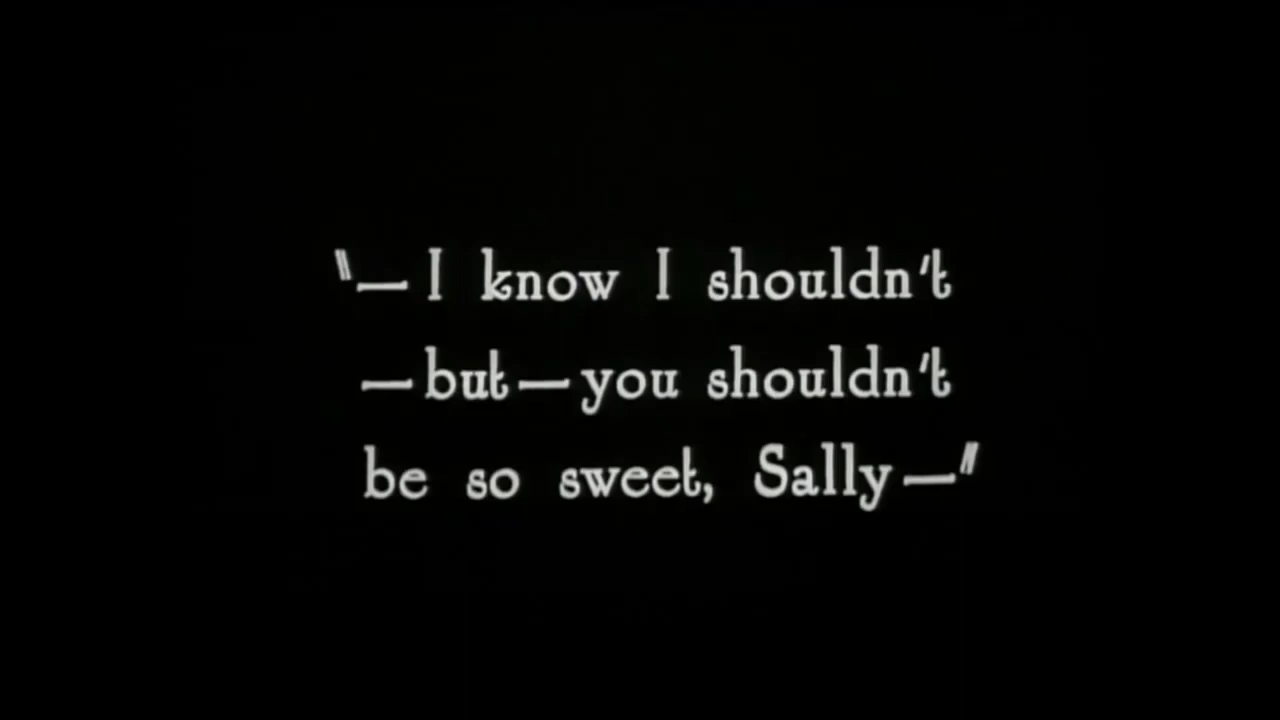 "—I know I shouldn't
—but—you shouldn't
be so sweet, Sally—"